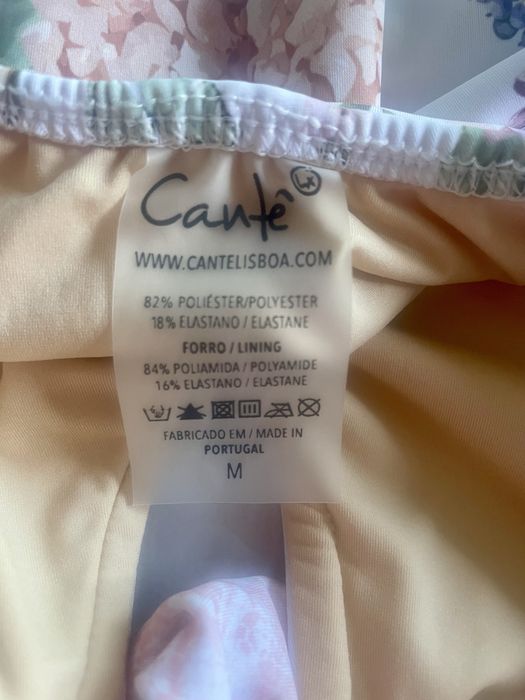 Cantê LX
WWW.CANTELISBOA.COM
82% POLIÉSTER/POLYESTER
18% ELASTANO / ELASTANE
FORRO / LINING
84% POLIAMIDA / POLYAMIDE
16% ELASTANO / ELASTANE
FABRICADO EM / MADE IN
PORTUGAL
M